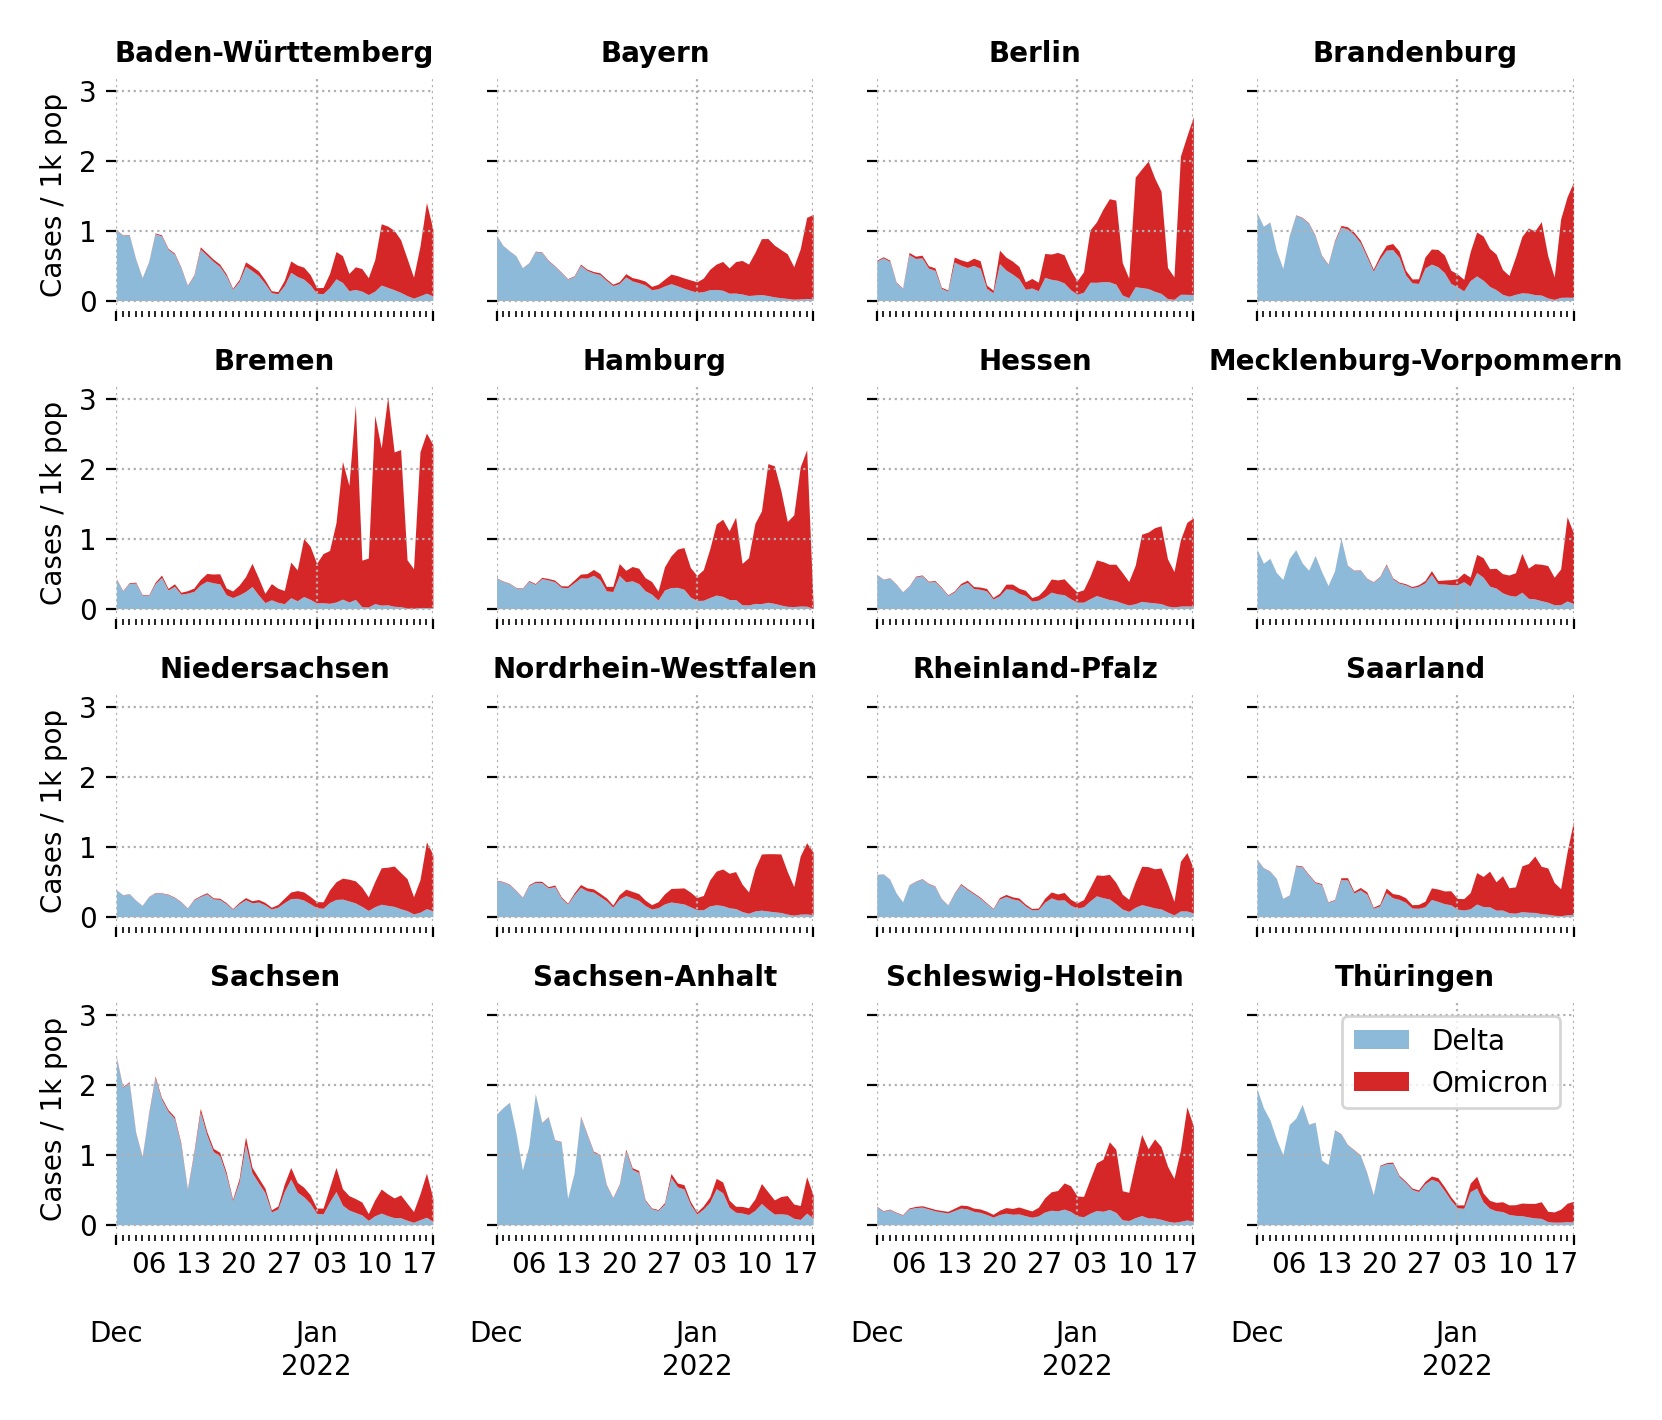 Baden-Württemberg Bayern Berlin Brandenburg
Cases / 1k pop
3
2
1
0
Bremen Hamburg Hessen Mecklenburg-Vorpommern
Cases / 1k pop
3
2
1
0
Niedersachsen Nordrhein-Westfalen Rheinland-Pfalz Saarland
Cases / 1k pop
3
2
1
0
Sachsen Sachsen-Anhalt Schleswig-Holstein Thüringen
Cases / 1k pop
3
2
1
0
Delta
Omicron
06 13 20 27 03 10 17 06 13 20 27 03 10 17 06 13 20 27 03 10 17 06 13 20 27 03 10 17
Dec Jan Dec Jan Dec Jan Dec Jan
2022 2022 2022 2022